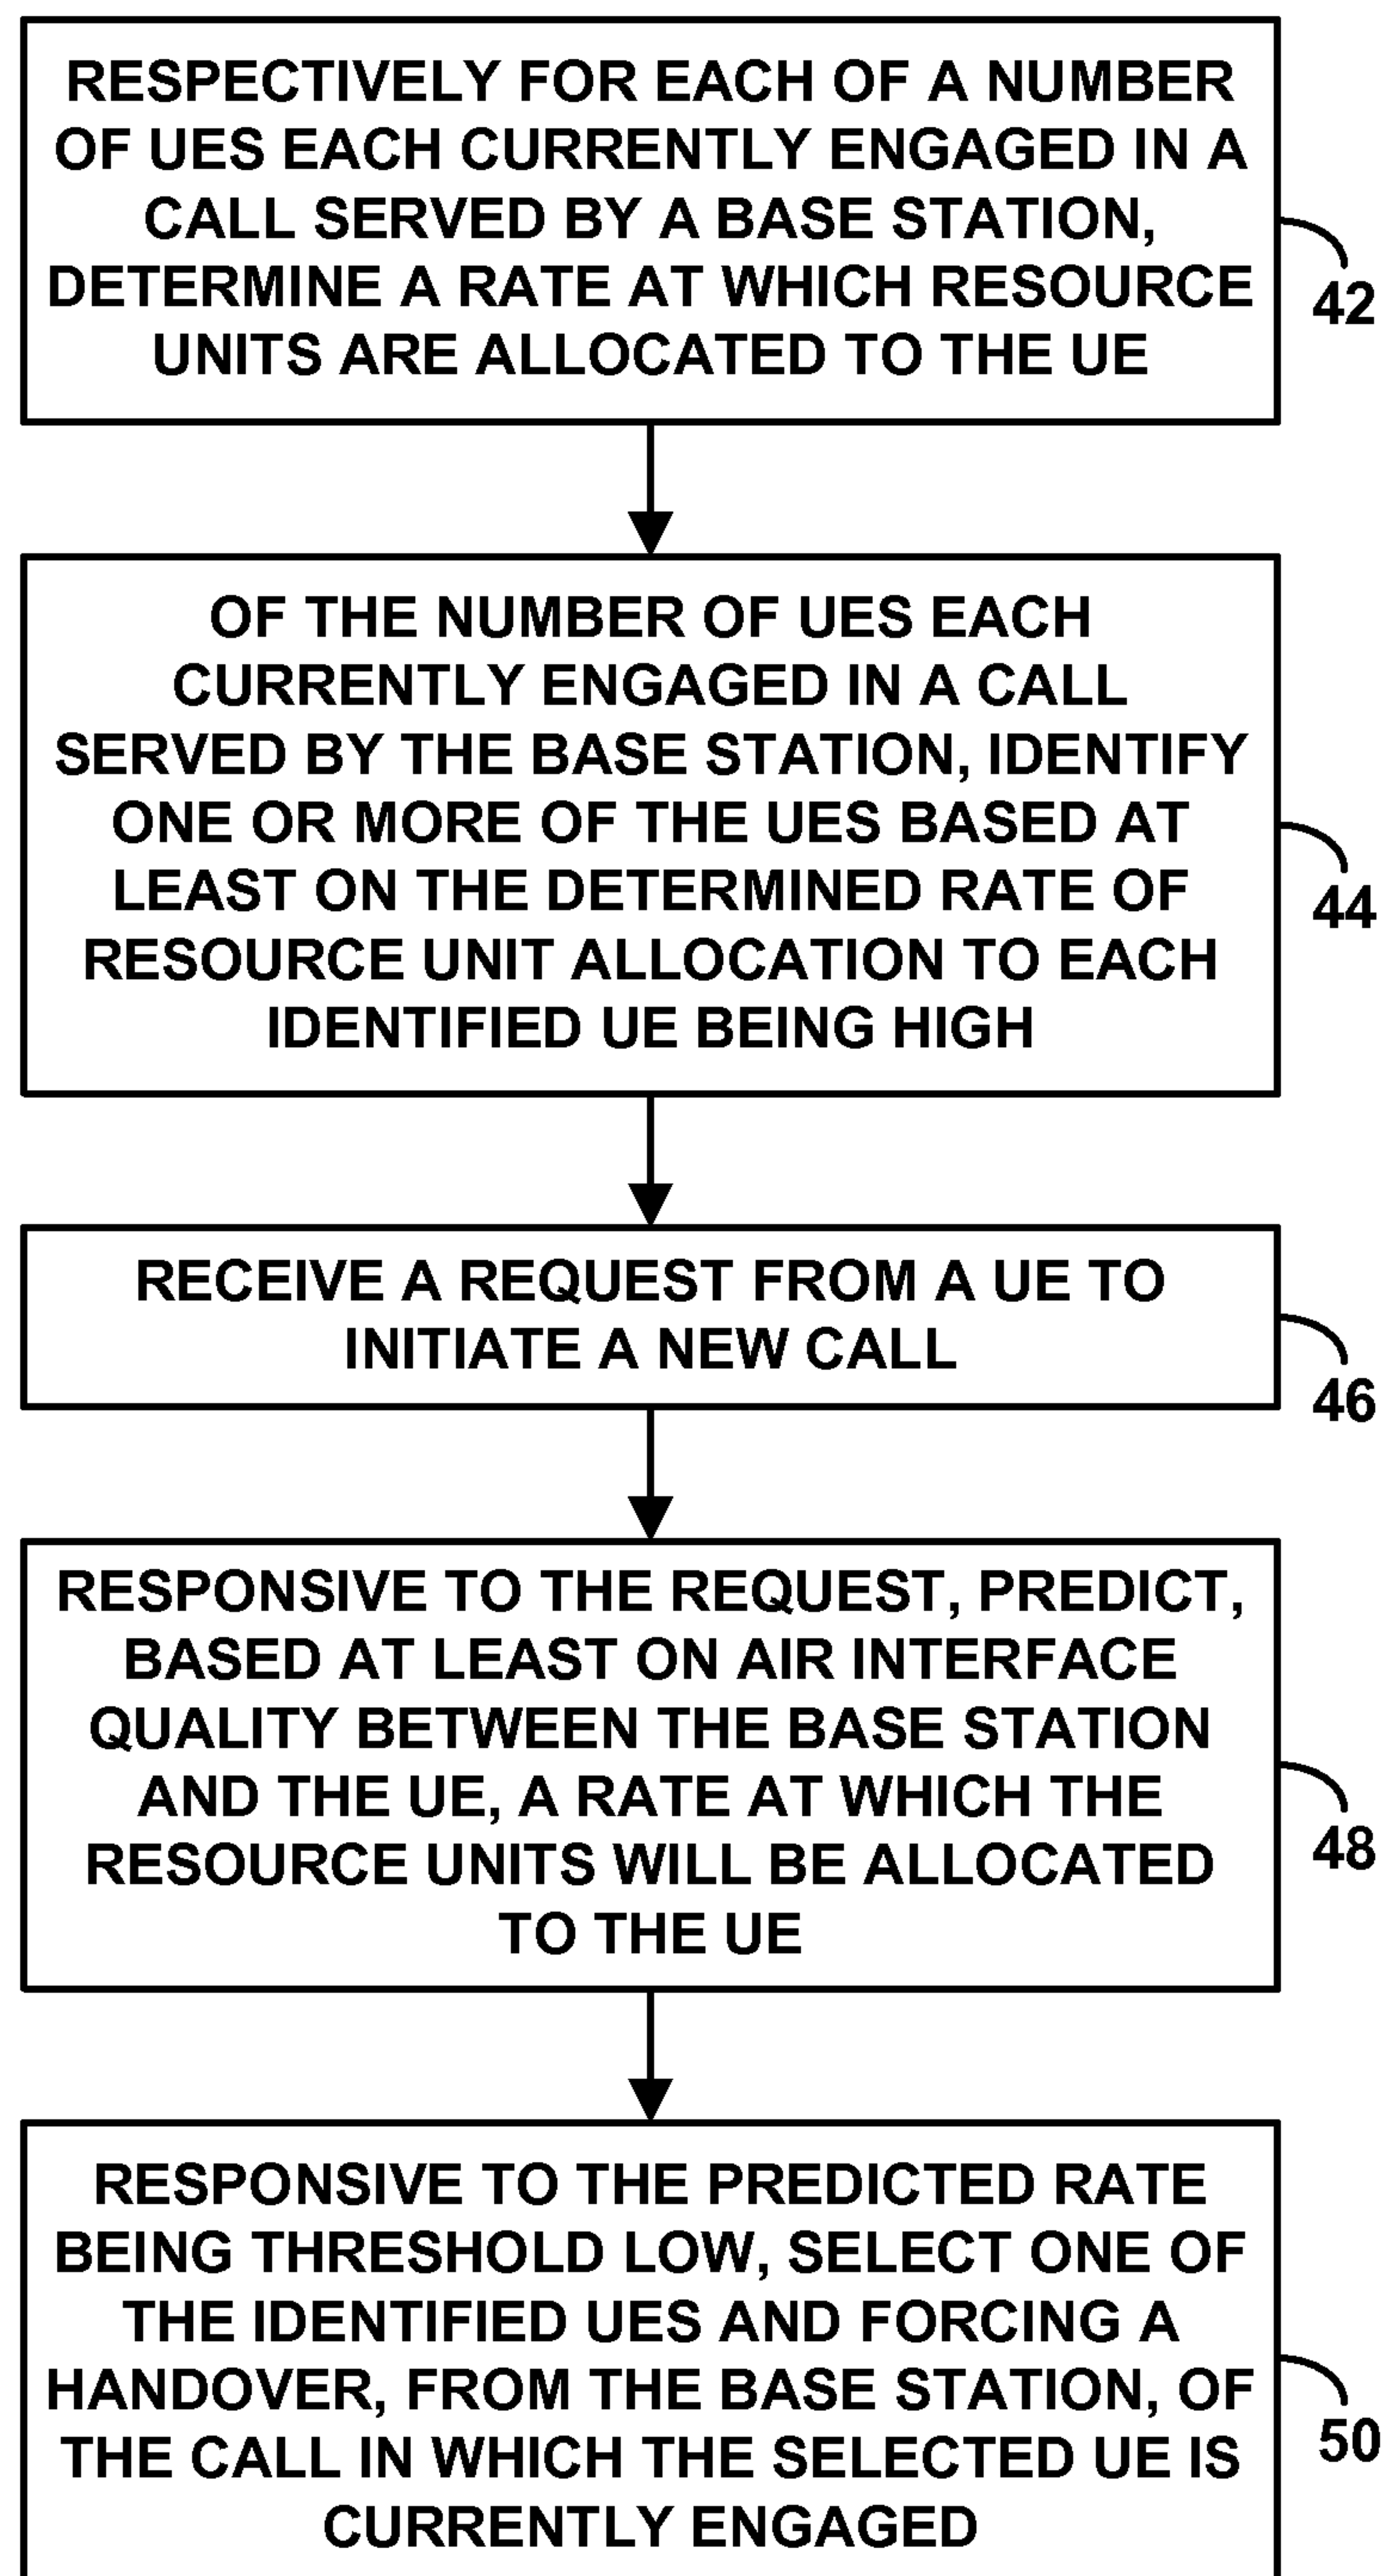 RESPECTIVELY FOR EACH OF A NUMBER
OF UES EACH CURRENTLY ENGAGED IN A
CALL SERVED BY A BASE STATION,
DETERMINE A RATE AT WHICH RESOURCE
UNITS ARE ALLOCATED TO THE UE
42
OF THE NUMBER OF UES EACH
CURRENTLY ENGAGED IN A CALL
SERVED BY THE BASE STATION, IDENTIFY
ONE OR MORE OF THE UES BASED AT
LEAST ON THE DETERMINED RATE OF
RESOURCE UNIT ALLOCATION TO EACH
IDENTIFIED UE BEING HIGH
44
RECEIVE A REQUEST FROM A UE TO
INITIATE A NEW CALL
46
RESPONSIVE TO THE REQUEST, PREDICT,
BASED AT LEAST ON AIR INTERFACE
QUALITY BETWEEN THE BASE STATION
AND THE UE, A RATE AT WHICH THE
RESOURCE UNITS WILL BE ALLOCATED
TO THE UE
48
RESPONSIVE TO THE PREDICTED RATE
BEING THRESHOLD LOW, SELECT ONE OF
THE IDENTIFIED UES AND FORCING A
HANDOVER, FROM THE BASE STATION, OF
THE CALL IN WHICH THE SELECTED UE IS
CURRENTLY ENGAGED
50